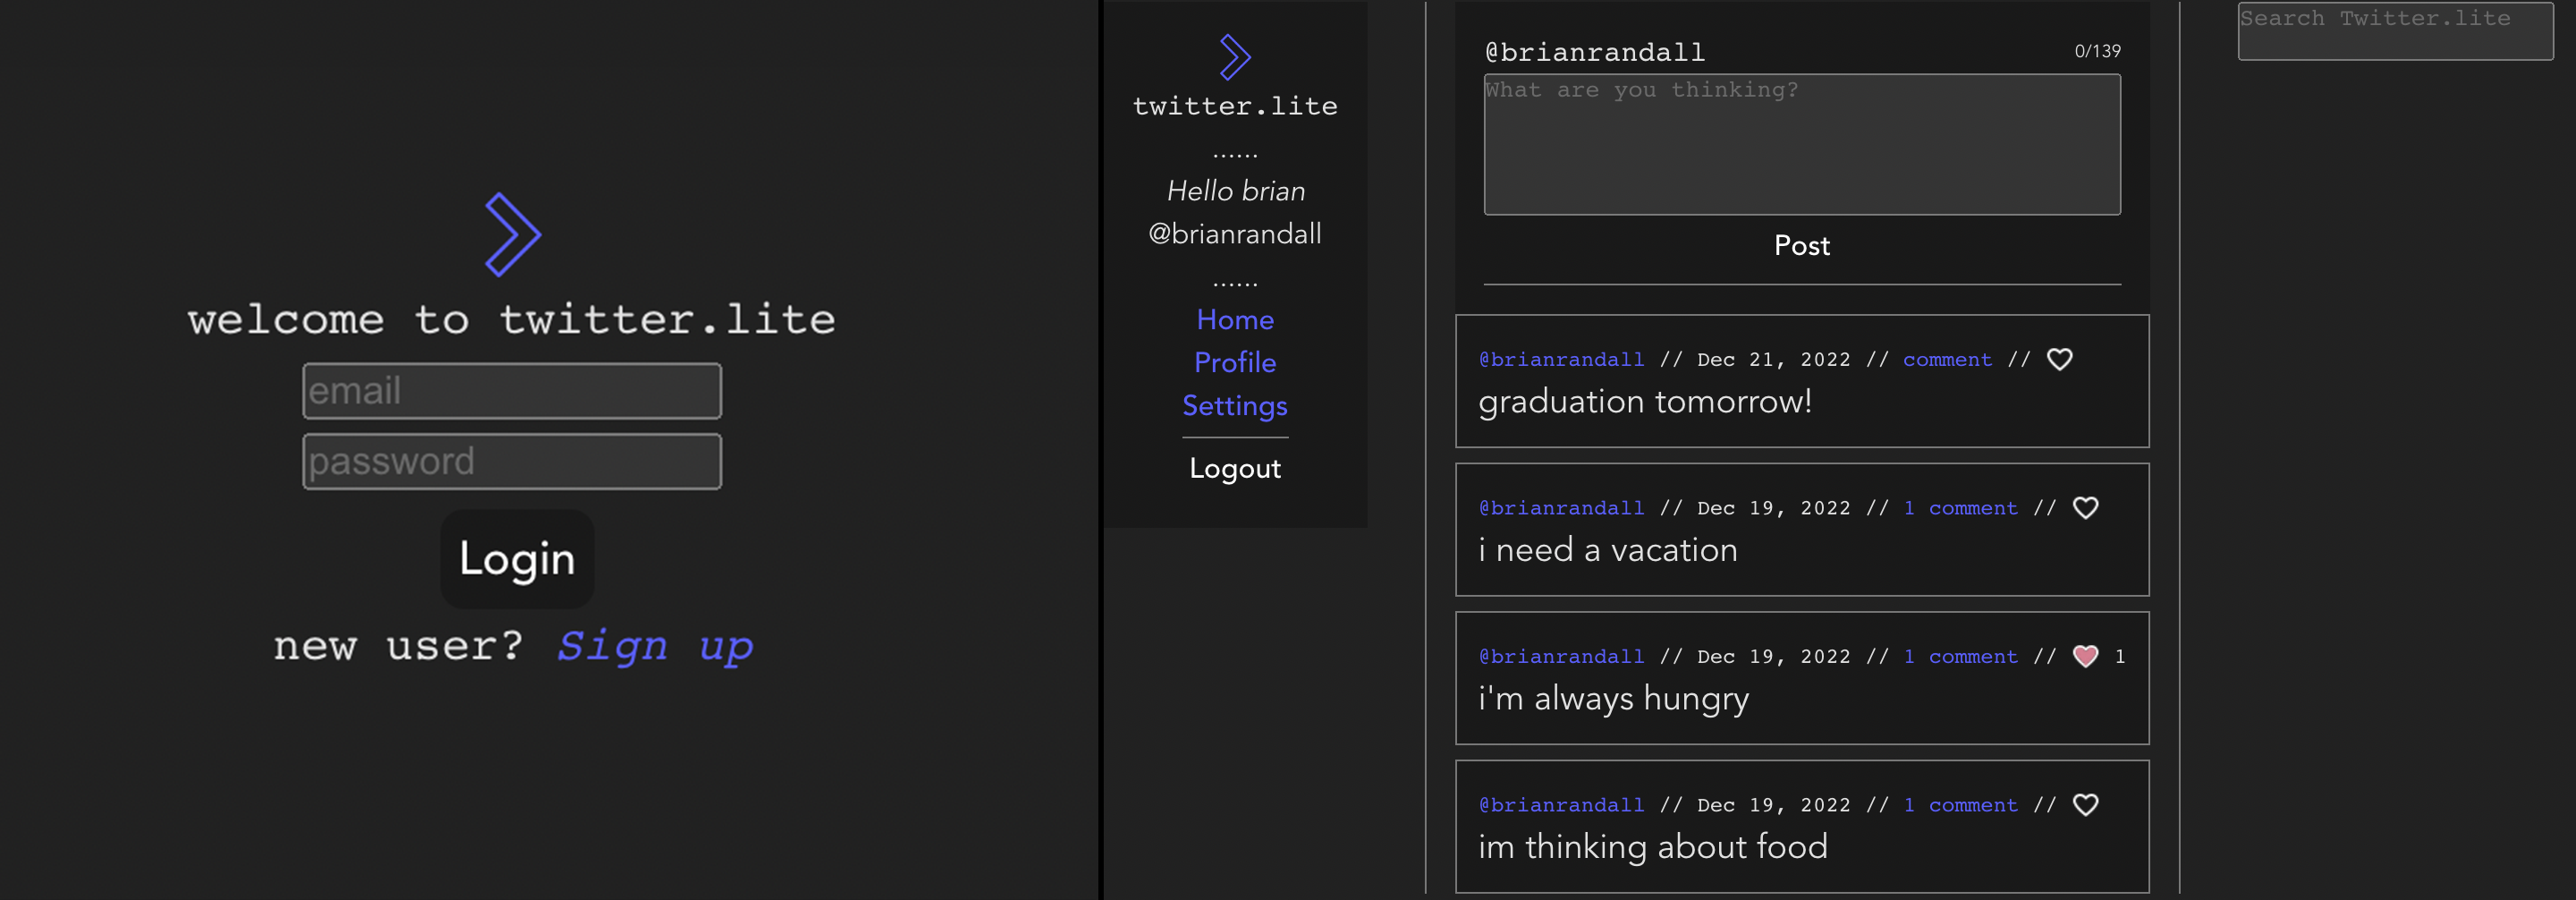 welcome to twitter.lite
email
password
Login
new user? Sign up
twitter.lite
......
Hello brian
@brianrandall
......
Home
Profile
Settings
Logout
@brianrandall 0/139
What are you thinking?
Post
@brianrandall // Dec 21, 2022 // comment //
graduation tomorrow!
@brianrandall // Dec 19, 2022 // 1 comment //
i need a vacation
@brianrandall // Dec 19, 2022 // 1 comment // 1
i'm always hungry
@brianrandall // Dec 19, 2022 // 1 comment //
im thinking about food
Search Twitter.lite